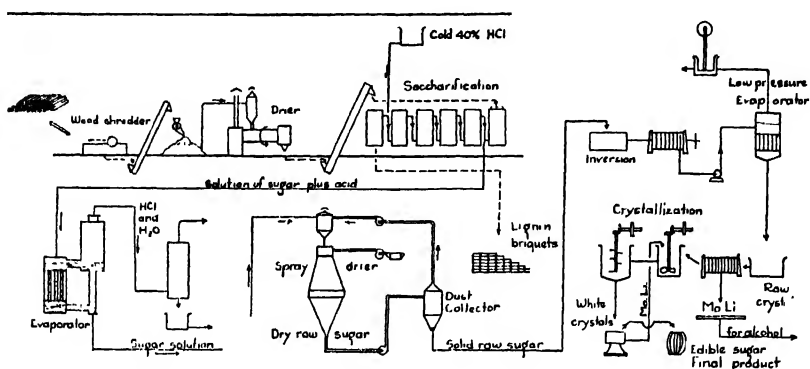 Cold 40% HCl
Saccharification
Low pressure
Evaporator
Wood shredder
Drier
Inversion
solution of sugar plus acid
HCl
and
H2O
Lignin
briquets
Crystallization
Spray drier
Dust
Collector
Mo Li
Raw
cryst
White
crystals
Mo Li
for alcohol
Evaporator
Sugar solution
Dry raw sugar
Solid raw sugar
Edible sugar
Final product